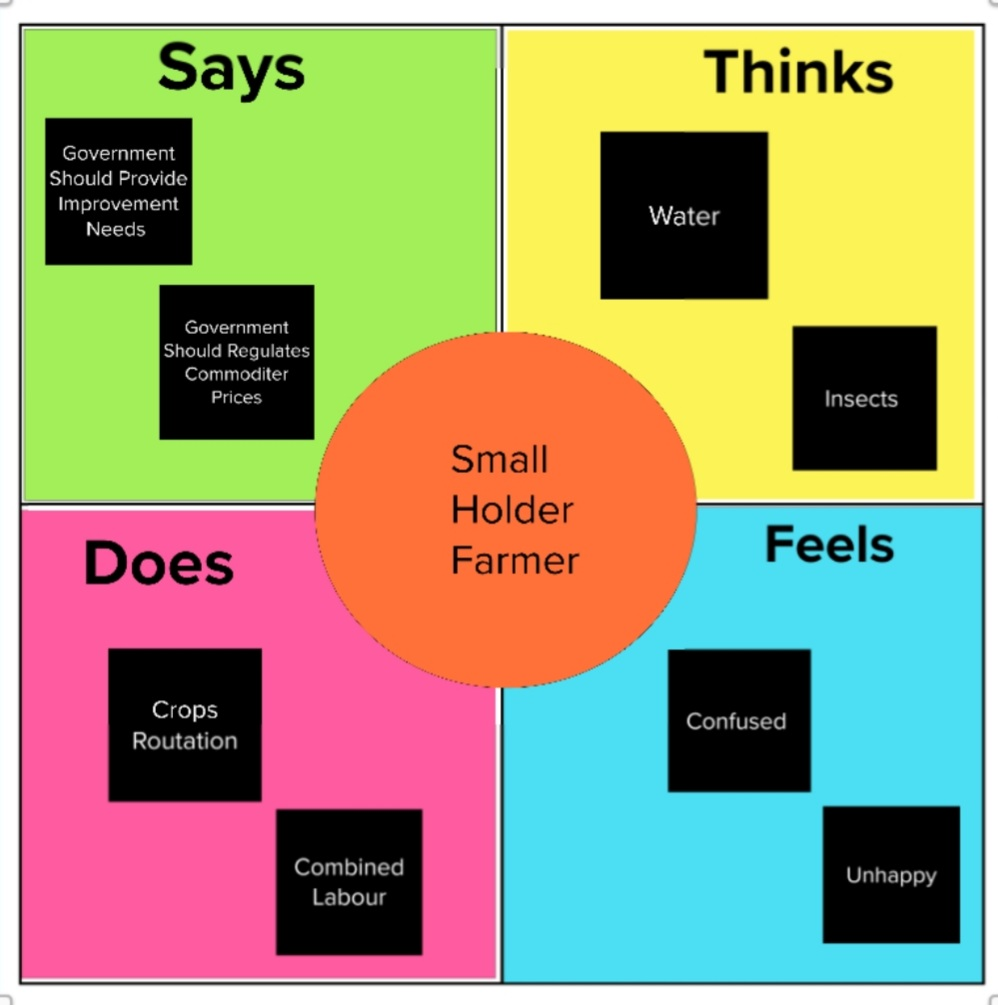 Says
Government
Should Provide
Improvement
Needs
Government
Should Regulates
Commoditer
Prices
Thinks
Water
Insects
Small
Holder
Farmer
Does
Crops
Routation
Combined
Labour
Feels
Confused
Unhappy